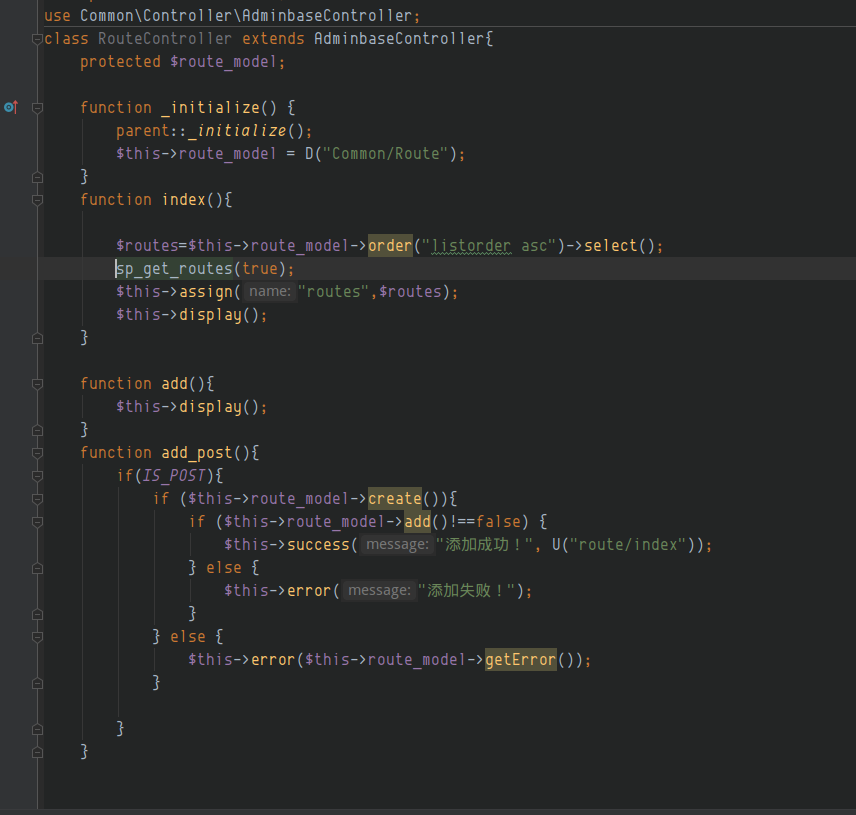 use Common\Controller\AdminbaseController;
class RouteController extends AdminbaseController{
protected $route_model;
function _initialize() {
parent::_initialize();
$this->route_model = D("Common/Route");
}
function index(){
$routes=$this->route_model->order("listorder asc")->select();
sp_get_routes(true);
$this->assign( name: "routes",$routes);
$this->display();
}
function add(){
$this->display();
}
function add_post(){
if(IS_POST){
if ($this->route_model->create()){
if ($this->route_model->add()!==false) {
$this->success( message: "添加成功！", U("route/index"));
} else {
$this->error( message: "添加失败！");
}
} else {
$this->error($this->route_model->getError());
}
}
}